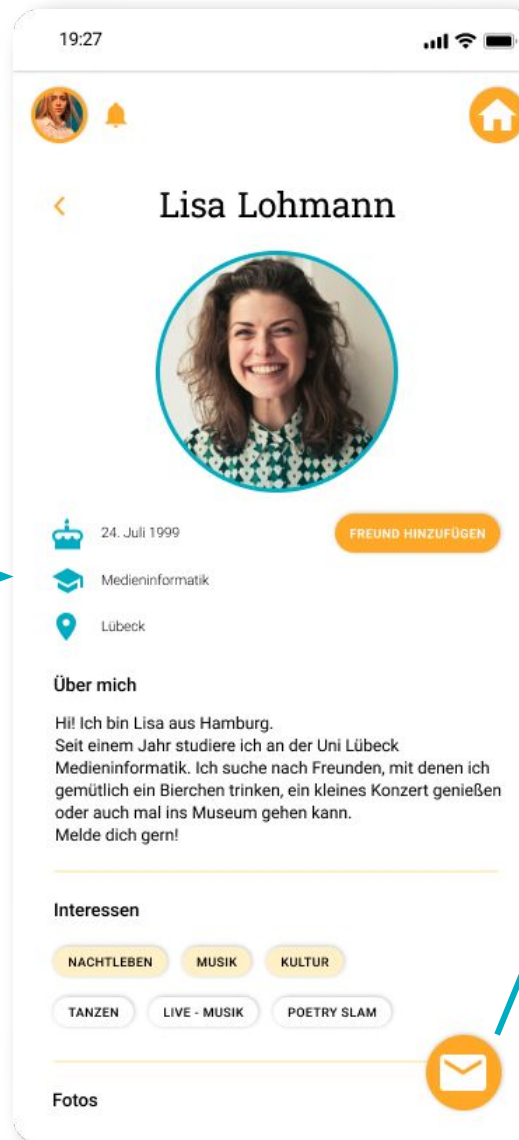 19:27
Lisa Lohmann
24. Juli 1999
FREUND HINZUFÜGEN
Medieninformatik
Lübeck
Über mich
Hi! Ich bin Lisa aus Hamburg.
Seit einem Jahr studiere ich an der Uni Lübeck
Medieninformatik. Ich suche nach Freunden, mit denen ich
gemütlich ein Bierchen trinken, ein kleines Konzert genießen
oder auch mal ins Museum gehen kann.
Melde dich gern!
Interessen
NACHTLEBEN MUSIK KULTUR
TANZEN LIVE - MUSIK POETRY SLAM
Fotos